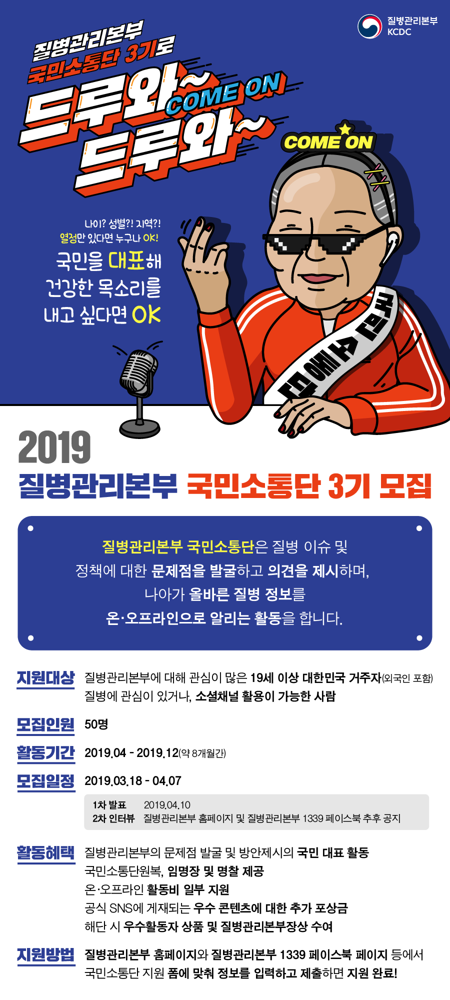 질병관리본부
KCDC
질병관리본부
국민소통단 3기로
드루와~
COME ON
드루와~
COME ON
나이? 성별?! 지역?!
열정만 있다면 누구나 OK!
국민을 대표해
건강한 목소리를
내고 싶다면 OK
국민소통단
2019
질병관리본부 국민소통단 3기 모집
질병관리본부 국민소통단은 질병 이슈 및
정책에 대한 문제점을 발굴하고 의견을 제시하며,
나아가 올바른 질병 정보를
온·오프라인으로 알리는 활동을 합니다.
지원대상 질병관리본부에 대해 관심이 많은 19세 이상 대한민국 거주자(외국인 포함)
질병에 관심이 있거나, 소셜채널 활용이 가능한 사람
모집인원 50명
활동기간 2019.04 - 2019.12(약 8개월간)
모집일정 2019.03.18 - 04.07
1차 발표 2019.04.10
2차 인터뷰 질병관리본부 홈페이지 및 질병관리본부 1339 페이스북 추후 공지
활동혜택 질병관리본부의 문제점 발굴 및 방안제시의 국민 대표 활동
국민소통단원복, 임명장 및 명찰 제공
온·오프라인 활동비 일부 지원
공식 SNS에 게재되는 우수 콘텐츠에 대한 추가 포상금
해단 시 우수활동자 상품 및 질병관리본부장상 수여
지원방법 질병관리본부 홈페이지와 질병관리본부 1339 페이스북 페이지 등에서
국민소통단 지원 폼에 맞춰 정보를 입력하고 제출하면 지원 완료!